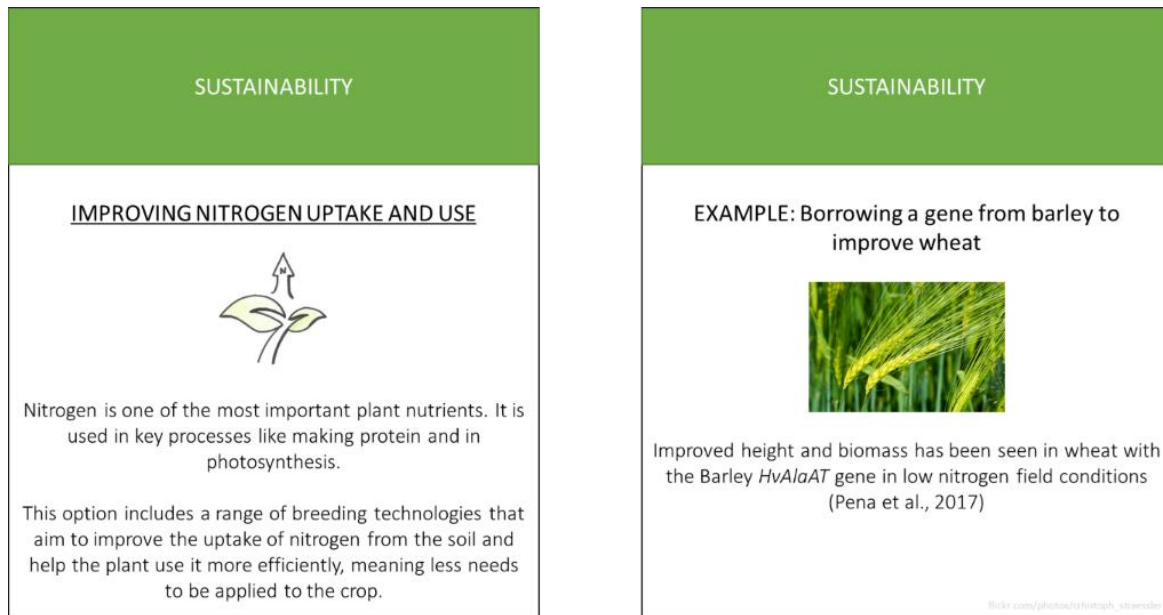 SUSTAINABILITY
IMPROVING NITROGEN UPTAKE AND USE
N
Nitrogen is one of the most important plant nutrients. It is
used in key processes like making protein and in
photosynthesis.
This option includes a range of breeding technologies that
aim to improve the uptake of nitrogen from the soil and
help the plant use it more efficiently, meaning less needs
to be applied to the crop.
SUSTAINABILITY
EXAMPLE: Borrowing a gene from barley to
improve wheat
Improved height and biomass has been seen in wheat with
the Barley HvAlaAT gene in low nitrogen field conditions
(Pena et al., 2017)